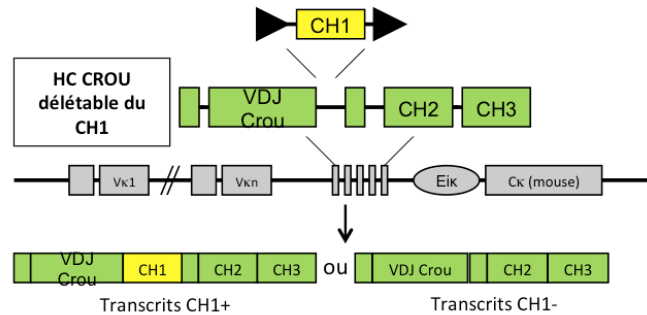 CH1
HC CROU
délétable du
CH1
VDJ
Crou
CH2
CH3
Vκ1
//
Vκn
Eiκ
Cκ (mouse)
VDJ
Crou
CH1
CH2
CH3
ou
VDJ Crou
CH2
CH3
Transcrits CH1+
Transcrits CH1-